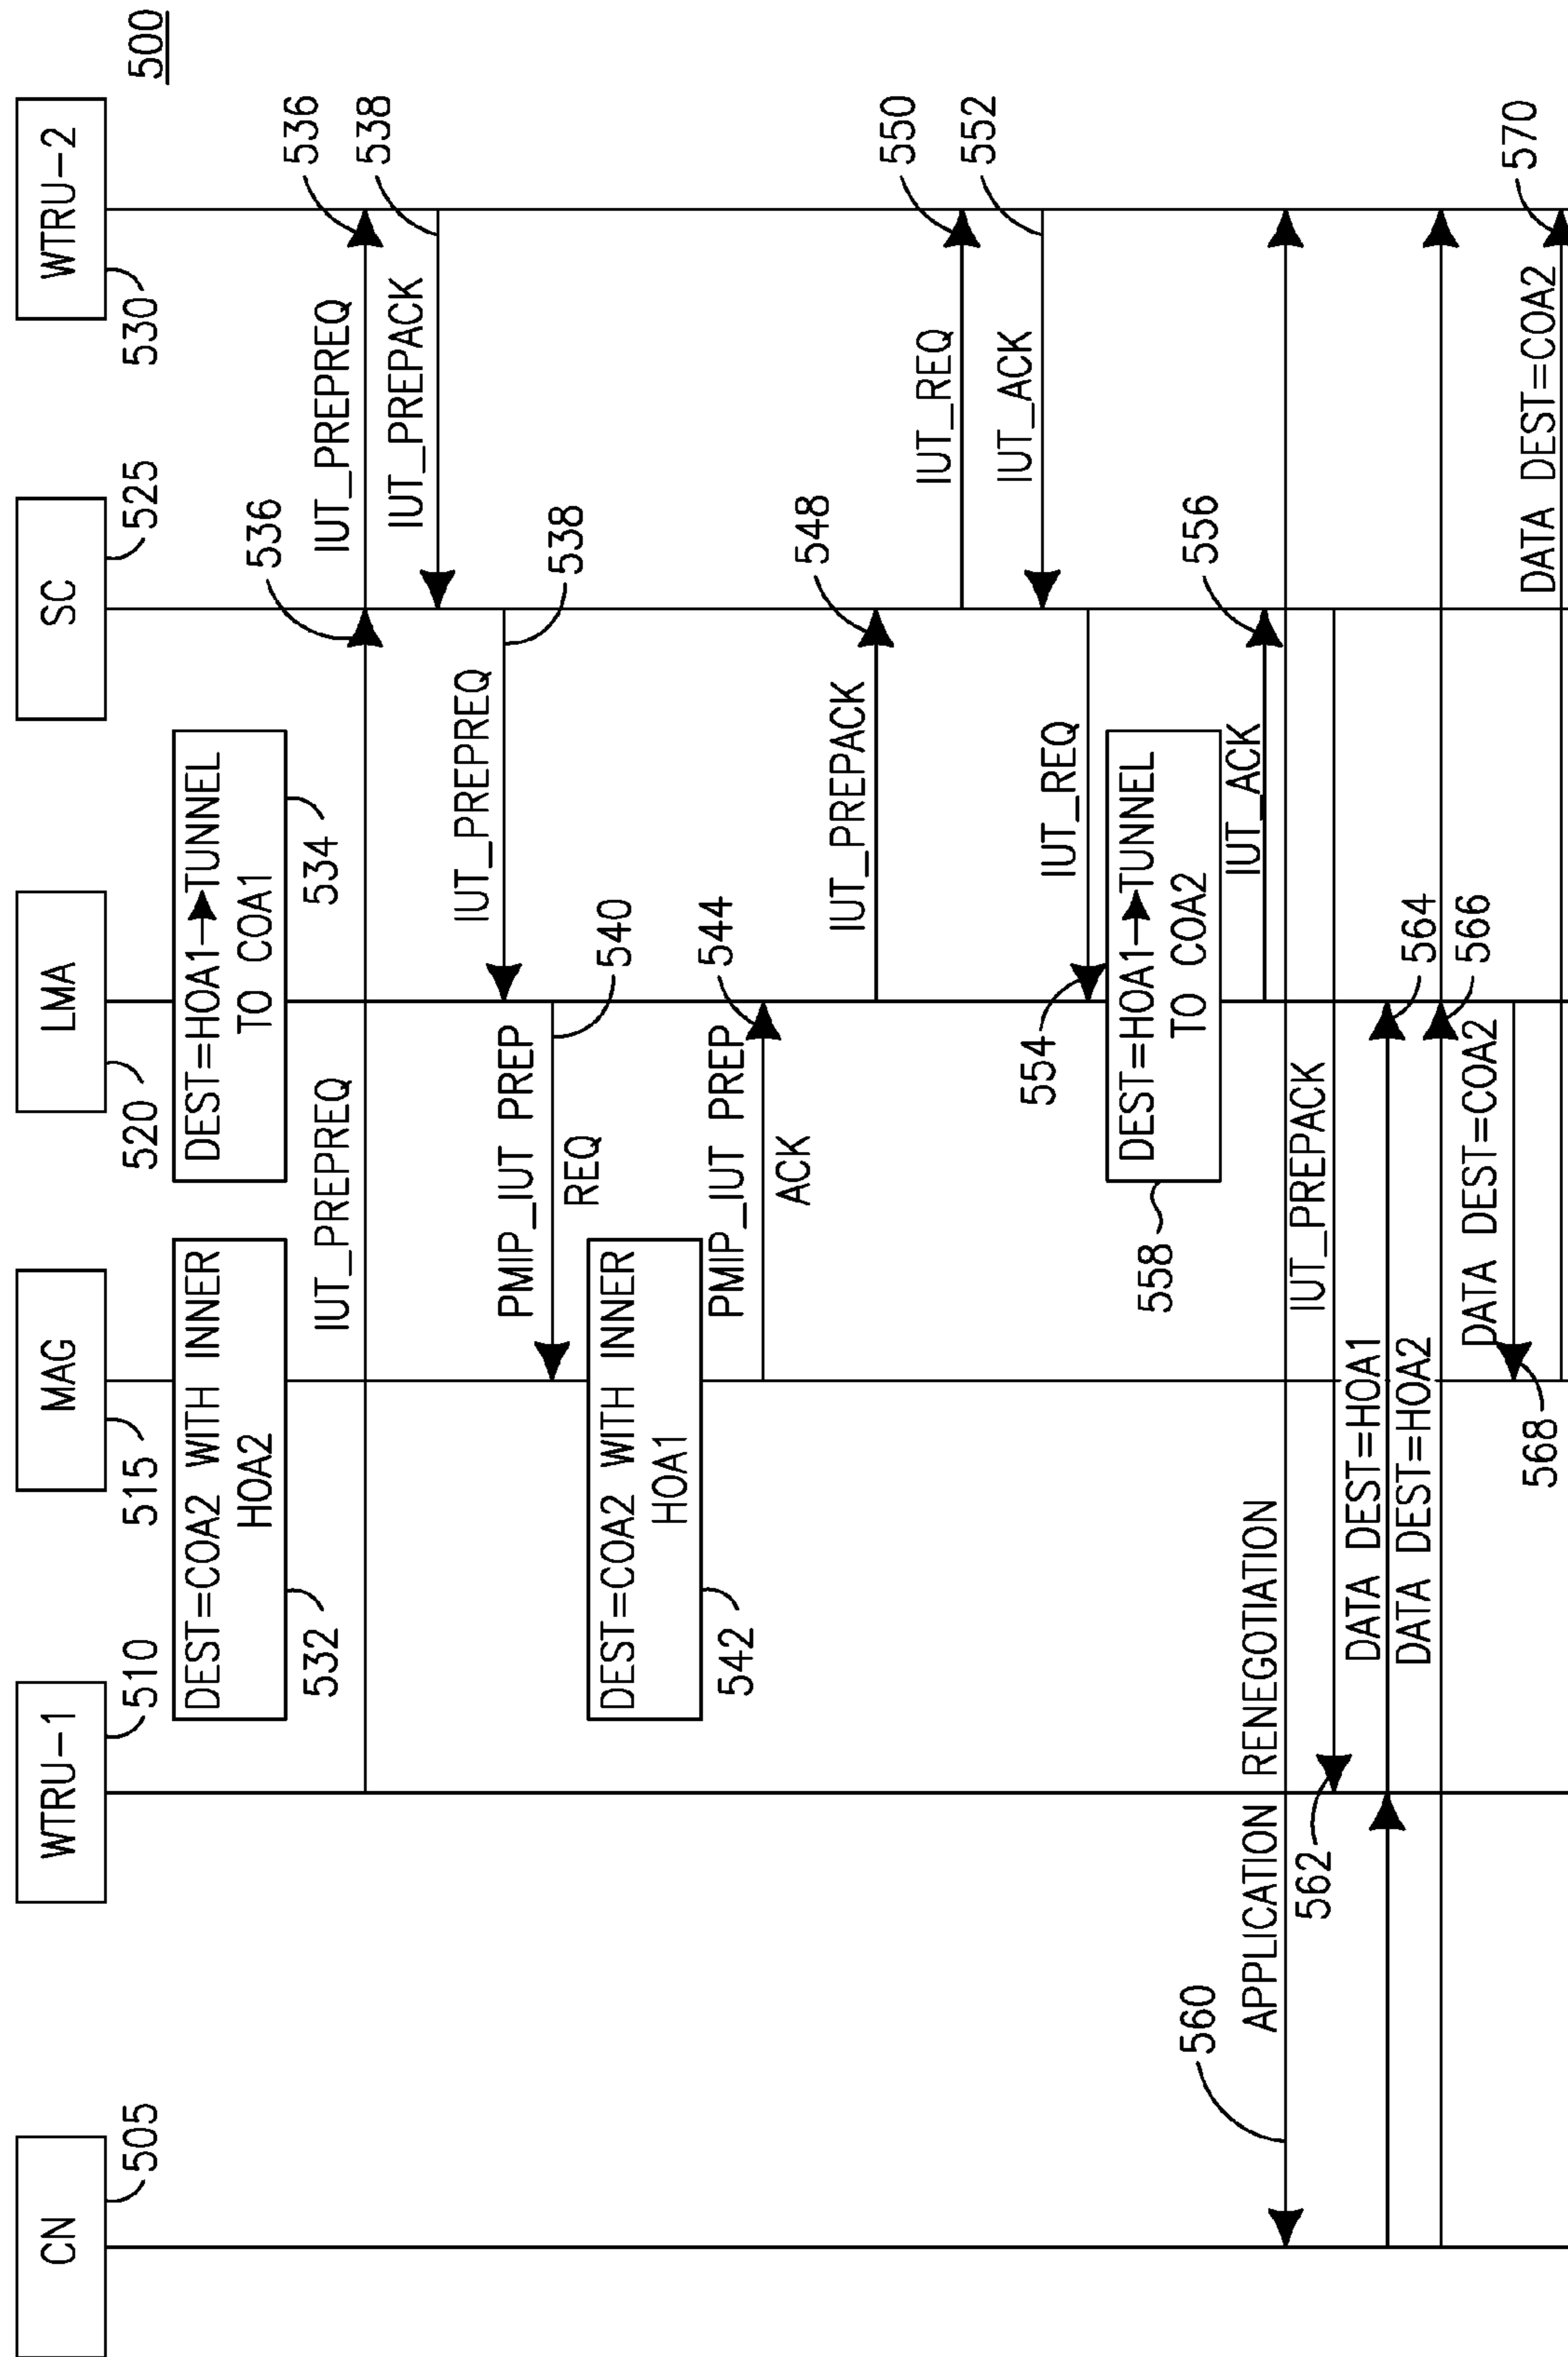 500
CN
505
WTRU-1
510
MAG
515
LMA
520
SC
525
WTRU-2
530
DEST=COA2 WITH INNER
HOA2
532
DEST=HOA1→TUNNEL
TO COA1
534
IUT_PREPREQ
536
IUT_PREPREQ
536
IUT_PREPACK
538
IUT_PREPREQ
538
PMIP_IUT PREP
REQ
540
DEST=COA2 WITH INNER
HOA1
542
PMIP_IUT PREP
ACK
544
IUT_PREPACK
548
IUT_REQ
550
IUT_ACK
552
IUT_REQ
554
DEST=HOA1→TUNNEL
TO COA2
558
IUT_ACK
556
560
APPLICATION RENEGOTIATION
IUT_PREPACK
562
DATA DEST=HOA1
564
DATA DEST=HOA2
566
DATA DEST=COA2
568
DATA DEST=COA2
570